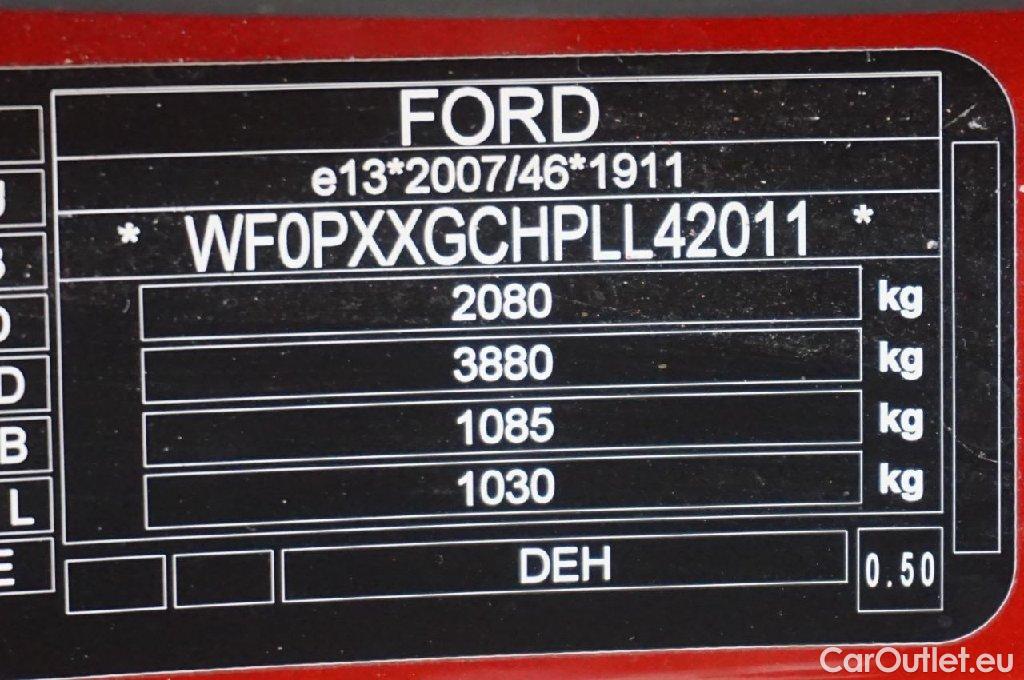 FORD
e13*2007/46*1911
* WF0PXXGCHPLL42011 *
2080 kg
3880 kg
D
1085 kg
B
1030 kg
L
E
DEH
0.50
CarOutlet.eu